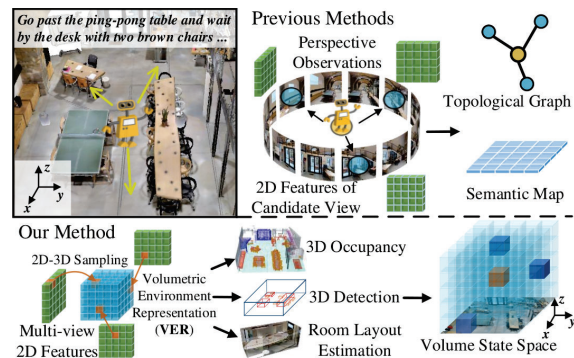 Go past the ping-pong table and wait
by the desk with two brown chairs ...
z
y
x
Previous Methods
Perspective
Observations
2D Features of
Candidate View
Topological Graph
Semantic Map
Our Method
2D-3D Sampling
Multi-view
2D Features
Volumetric
Environment
Representation
(VER)
3D Occupancy
3D Detection
Room Layout
Estimation
Volume State Space
z
y
x